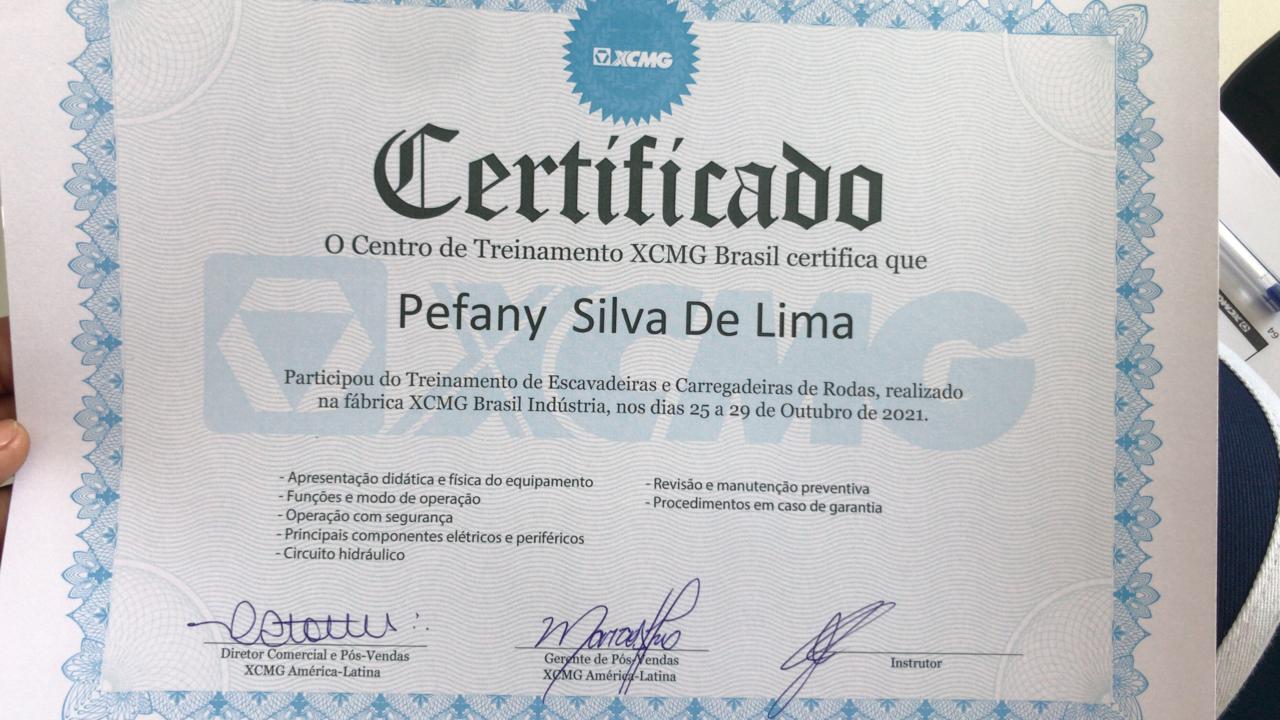 XCMG
Certificado
O Centro de Treinamento XCMG Brasil certifica que
Pefany Silva De Lima
XCMG
Participou do Treinamento de Escavadeiras e Carregadeiras de Rodas, realizado
na fábrica XCMG Brasil Indústria, nos dias 25 a 29 de Outubro de 2021.
- Apresentação didática e física do equipamento
- Funções e modo de operação
- Operação com segurança
- Principais componentes elétricos e periféricos
- Circuito hidráulico
- Revisão e manutenção preventiva
- Procedimentos em caso de garantia
Diretor Comercial e Pós-Vendas
XCMG América-Latina
Gerente de Pós-Vendas
XCMG América-Latina
Instrutor
64